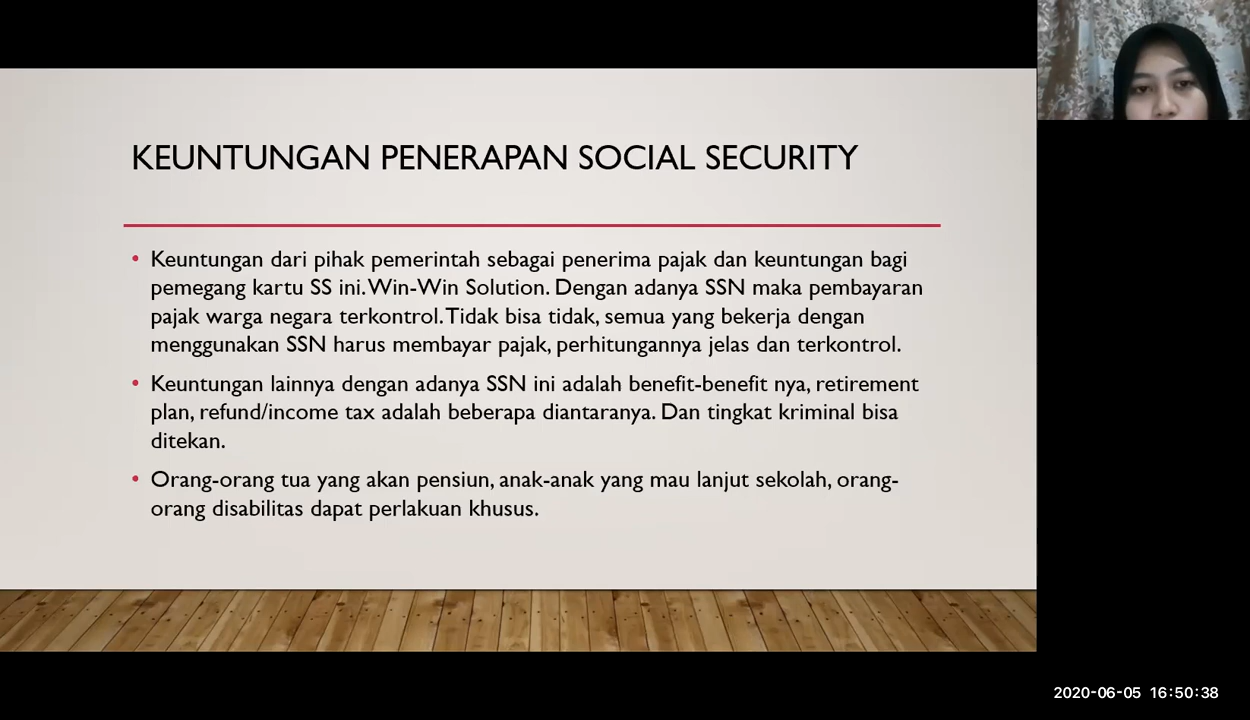 KEUNTUNGAN PENERAPAN SOCIAL SECURITY
• Keuntungan dari pihak pemerintah sebagai penerima pajak dan keuntungan bagi
pemegang kartu SS ini. Win-Win Solution. Dengan adanya SSN maka pembayaran
pajak warga negara terkontrol. Tidak bisa tidak, semua yang bekerja dengan
menggunakan SSN harus membayar pajak, perhitungannya jelas dan terkontrol.
• Keuntungan lainnya dengan adanya SSN ini adalah benefit-benefit nya, retirement
plan, refund/income tax adalah beberapa diantaranya. Dan tingkat kriminal bisa
ditekan.
• Orang-orang tua yang akan pensiun, anak-anak yang mau lanjut sekolah, orang-
orang disabilitas dapat perlakuan khusus.
2020-06-05 16:50:38